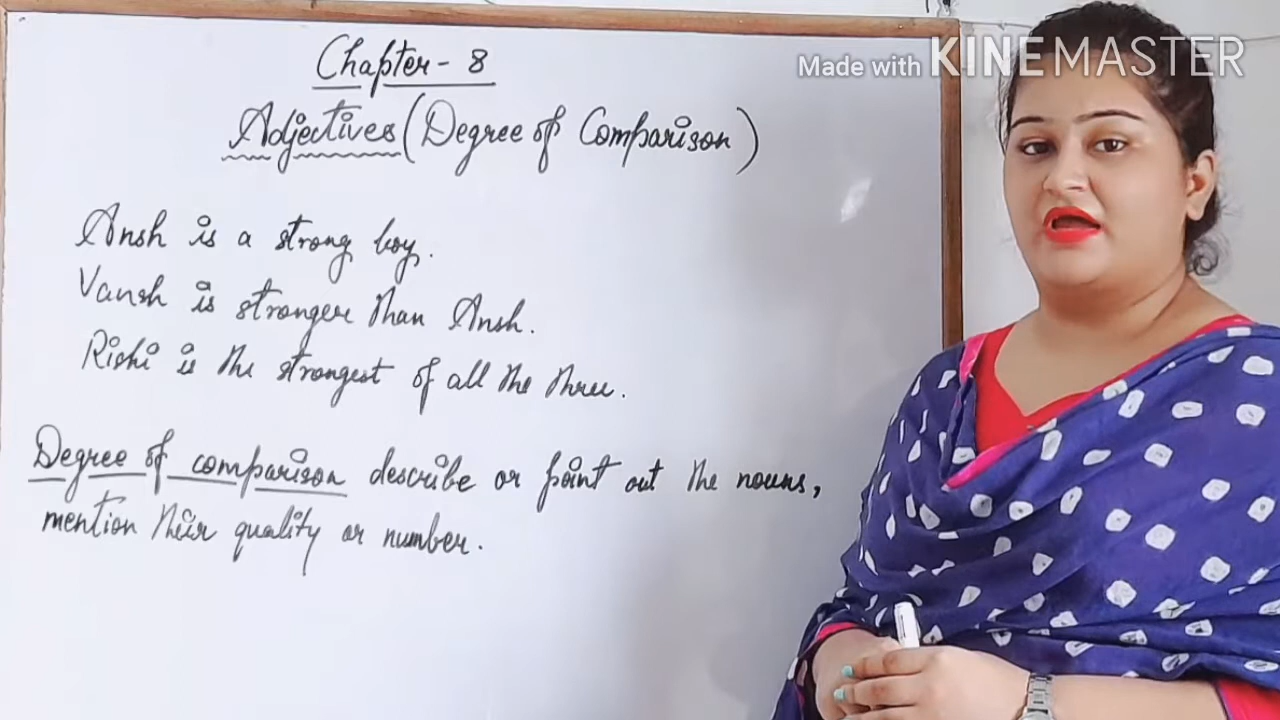 Made with KINEMASTER
Chapter - 8
Adjectives (Degree of Comparison)
Ansh is a strong boy.
Vansh is stronger than Ansh.
Rishi is the strongest of all the three.
Degree of comparison describe or point out the nouns,
mention their quality or number.